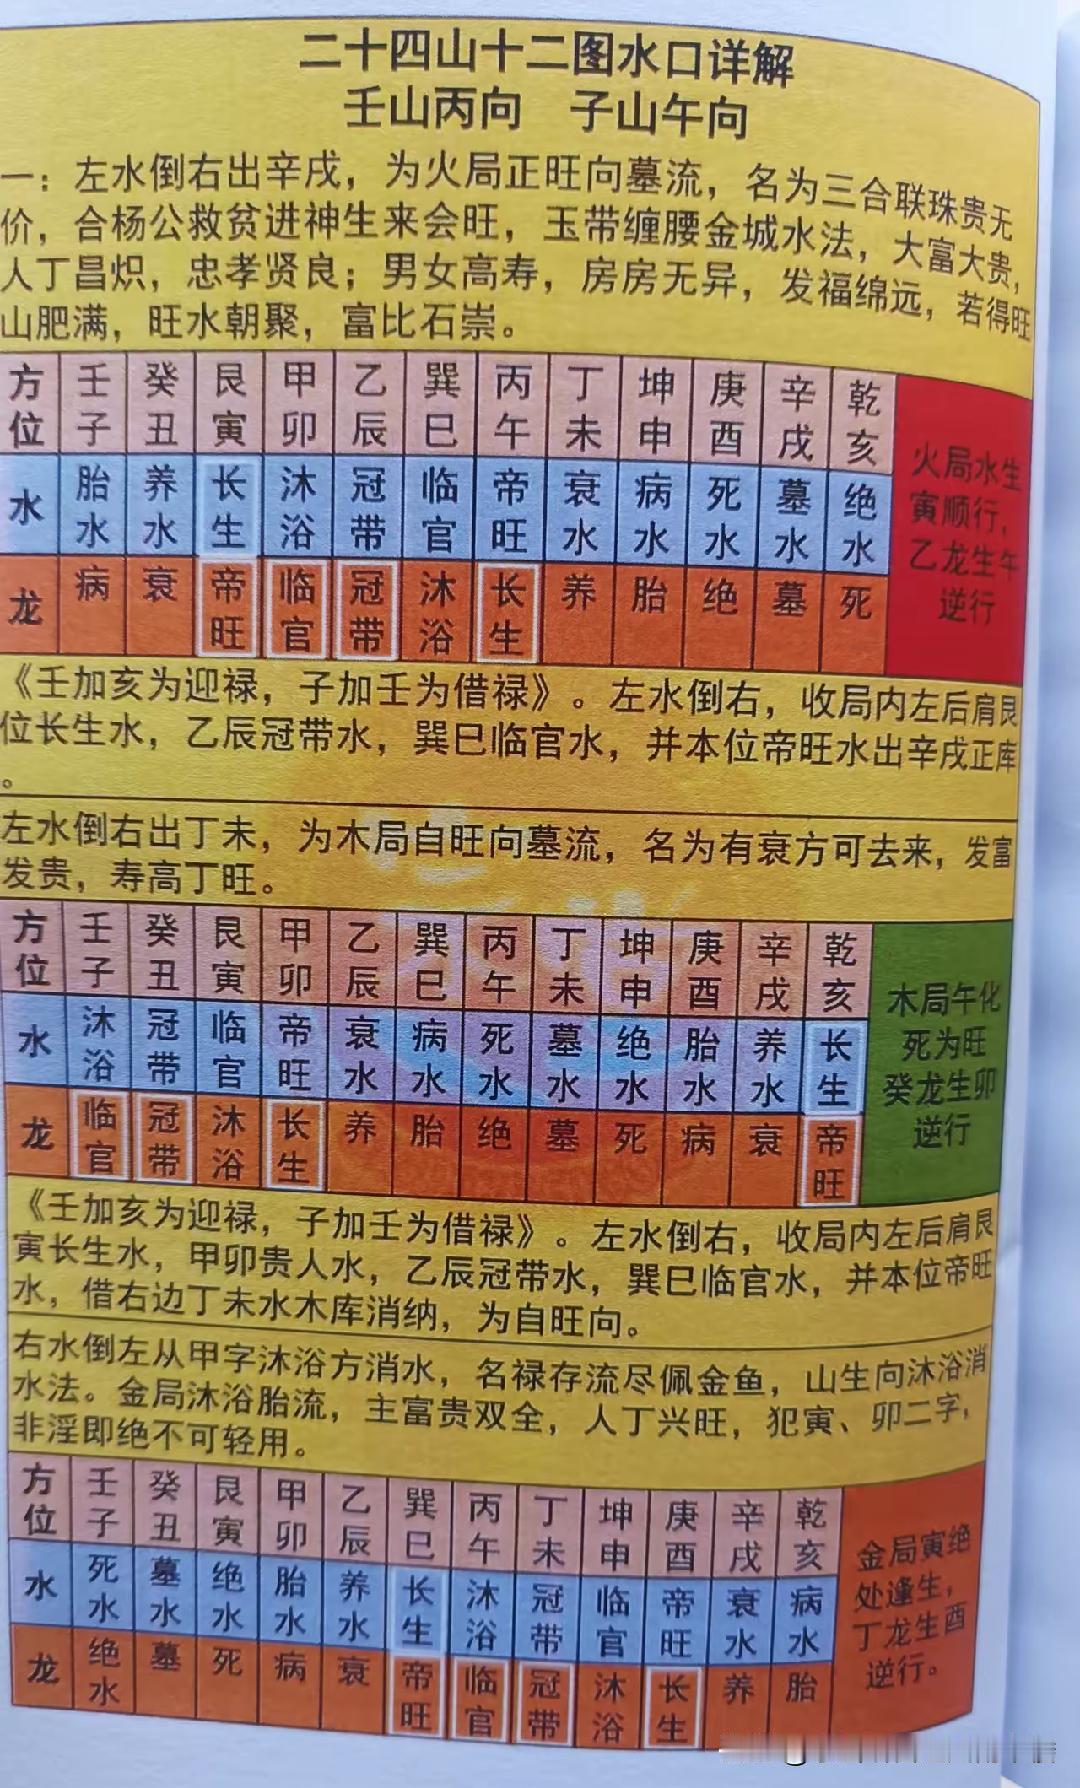 二十四山十二图水口详解
壬山丙向 子山午向
一：左水倒右出辛戌，为火局正旺向墓流，名为三合联珠贵无
价，合杨公救贫进神生来会旺，玉带缠腰金城水法，大富大贵，
人丁昌炽，忠孝贤良；男女高寿，房房无异，发福绵远，若得旺
山肥满，旺水朝聚，富比石崇。
方位 壬子 癸丑 艮寅 甲卯 乙辰 巽巳 丙午 丁未 坤申 庚酉 辛戌 乾亥
水 胎水 养水 长生 沐浴 冠带 临官 帝旺 衰水 病水 死水 墓水 绝水
龙 病 衰 帝旺 临官 冠带 沐浴 长生 养 胎 绝 墓 死
火局水生
寅顺行，
乙龙生午
逆行
《壬加亥为迎禄，子加壬为借禄》。左水倒右，收局内左后肩艮
位长生水，乙辰冠带水，巽巳临官水，并本位帝旺水出辛戌正库
。
左水倒右出丁未，为木局自旺向墓流，名为有衰方可去来，发富
发贵，寿高丁旺。
方位 壬子 癸丑 艮寅 甲卯 乙辰 巽巳 丙午 丁未 坤申 庚酉 辛戌 乾亥
水 沐浴 冠带 临官 帝旺 衰水 病水 死水 墓水 绝水 胎水 养水 长生
龙 临官 冠带 沐浴 长生 养 胎 绝 墓 死 病 衰 帝旺
木局午化
死为旺
癸龙生卯
逆行
《壬加亥为迎禄，子加壬为借禄》。左水倒右，收局内左后肩艮
寅长生水，甲卯贵人水，乙辰冠带水，巽巳临官水，并本位帝旺
水，借右边丁未水木库消纳，为自旺向。
右水倒左从甲字沐浴方消水，名禄存流尽佩金鱼，山生向沐浴消
水法。金局沐浴胎流，主富贵双全，人丁兴旺，犯寅、卯二字，
非淫即绝不可轻用。
方位 壬子 癸丑 艮寅 甲卯 乙辰 巽巳 丙午 丁未 坤申 庚酉 辛戌 乾亥
水 死水 墓水 绝水 胎水 养水 长生 沐浴 冠带 临官 帝旺 衰水 病水
龙 绝水 墓 死 病 衰 帝旺 临官 冠带 沐浴 长生 养 胎
金局寅绝
处逢生，
丁龙生酉
逆行。